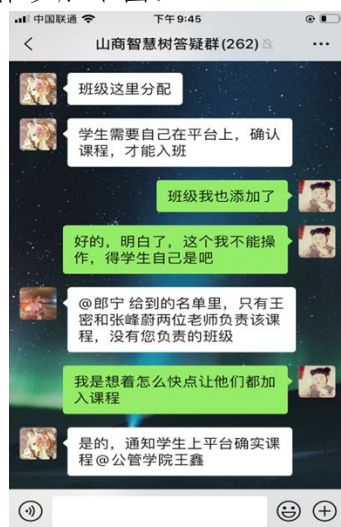 中国联通 下午9:45
山商智慧树答疑群(262)
班级这里分配
学生需要自己在平台上，确认
课程，才能入班
班级我也添加了
好的，明白了，这个我不能操
作，得学生自己是吧
@郎宁 给到的名单里，只有王
密和张峰蔚两位老师负责该课
程，没有您负责的班级
我是想着怎么快点让他们都加
入课程
是的，通知学生上平台确实课
程@公管学院王鑫